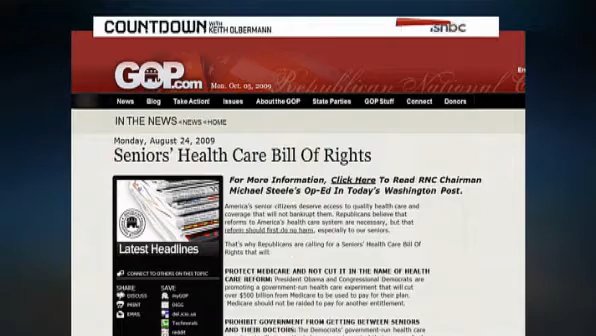 COUNTDOWN WITH KEITH OLBERMANN
msnbc
GOP.com
Mon. Oct. 05, 2009
Republican National C
En
News Blog Take Action! Issues About the GOP State Parties GOP Stuff Connect Donors
IN THE NEWS NEWS HOME
Monday, August 24, 2009
Seniors' Health Care Bill Of Rights
For More Information, Click Here To Read RNC Chairman
Michael Steele's Op-Ed In Today's Washington Post.
America's senior citizens deserve access to quality health care and
coverage that will not bankrupt them. Republicans believe that
reforms to America's health care system are necessary, but that
reform should first do no harm, especially to our seniors.
That's why Republicans are calling for a Seniors' Health Care Bill Of
Rights that will:
Latest Headlines
CONNECT TO OTHERS ON THIS TOPIC
SHARE SAVE
DISCUSS myGOP
PRINT DIGG
EMAIL del.icio.us
Technorati
reddit
PROTECT MEDICARE AND NOT CUT IT IN THE NAME OF HEALTH
CARE REFORM: President Obama and Congressional Democrats are
promoting a government-run health care experiment that will cut
over $500 billion from Medicare to be used to pay for their plan.
Medicare should not be raided to pay for another entitlement.
PROHIBIT GOVERNMENT FROM GETTING BETWEEN SENIORS
AND THEIR DOCTORS: The Democrats' government-run health care